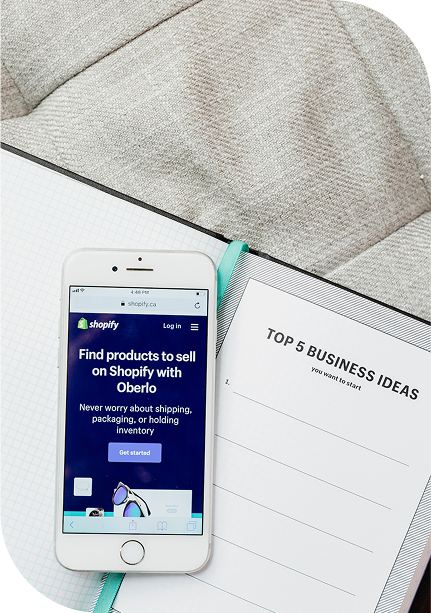 4:48 PM
shopify.ca
shopify
Log in
Find products to sell
on Shopify with
Oberlo
Never worry about shipping,
packaging, or holding
inventory
Get started
TOP 5 BUSINESS IDEAS
you want to start
1.